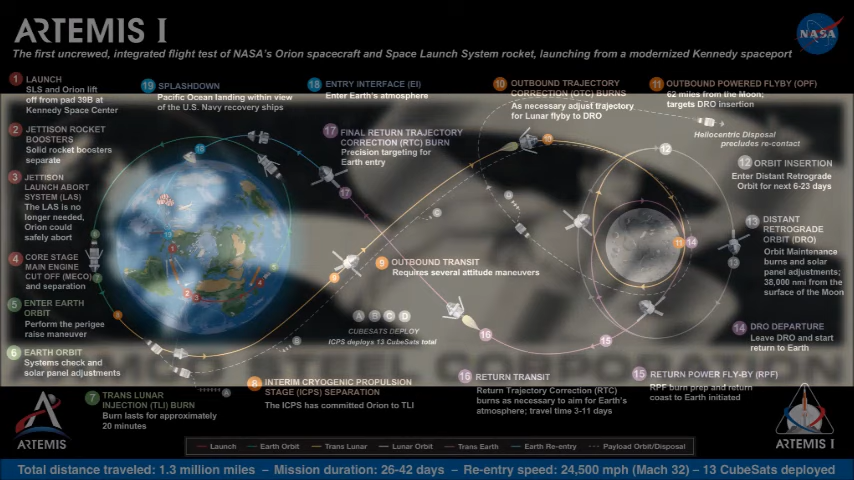 ARTEMIS I
NASA
The first uncrewed, integrated flight test of NASA's Orion spacecraft and Space Launch System rocket, launching from a modernized Kennedy spaceport
1 LAUNCH
SLS and Orion lift
off from pad 39B at
Kennedy Space Center
2 JETTISON ROCKET
BOOSTERS
Solid rocket boosters
separate
3 JETTISON
LAUNCH ABORT
SYSTEM (LAS)
The LAS is no
longer needed,
Orion could
safely abort
4 CORE STAGE
MAIN ENGINE
CUT OFF (MECO)
and separation
5 ENTER EARTH
ORBIT
Perform the perigee
raise maneuver
6 EARTH ORBIT
Systems check and
solar panel adjustments
7 TRANS LUNAR
INJECTION (TLI) BURN
Burn lasts for approximately
20 minutes
8 INTERIM CRYOGENIC PROPULSION
STAGE (ICPS) SEPARATION
The ICPS has committed Orion to TLI
9 OUTBOUND TRANSIT
Requires several attitude maneuvers
10 OUTBOUND TRAJECTORY
CORRECTION (OTC) BURNS
As necessary adjust trajectory
for Lunar flyby to DRO
11 OUTBOUND POWERED FLYBY (OPF)
62 miles from the Moon;
targets DRO insertion
Heliocentric Disposal
precludes re-contact
12 ORBIT INSERTION
Enter Distant Retrograde
Orbit for next 6-23 days
13 DISTANT
RETROGRADE
ORBIT (DRO)
Orbit Maintenance
burns and solar
panel adjustments;
38,000 nmi from the
surface of the Moon
14 DRO DEPARTURE
Leave DRO and start
return to Earth
15 RETURN POWER FLY-BY (RPF)
RPF burn prep and return
coast to Earth initiated
16 RETURN TRANSIT
Return Trajectory Correction (RTC)
burns as necessary to aim for Earth's
atmosphere; travel time 3-11 days
17 FINAL RETURN TRAJECTORY
CORRECTION (RTC) BURN
Precision targeting for
Earth entry
18 ENTRY INTERFACE (EI)
Enter Earth's atmosphere
19 SPLASHDOWN
Pacific Ocean landing within view
of the U.S. Navy recovery ships
A B C D
CUBESATS DEPLOY
ICPS deploys 13 CubeSats total
ARTEMIS
ARTEMIS I
Launch Earth Orbit Trans Lunar Lunar Orbit Trans Earth Earth Re-entry Payload Orbit/Disposal
Total distance traveled: 1.3 million miles – Mission duration: 26-42 days – Re-entry speed: 24,500 mph (Mach 32) – 13 CubeSats deployed